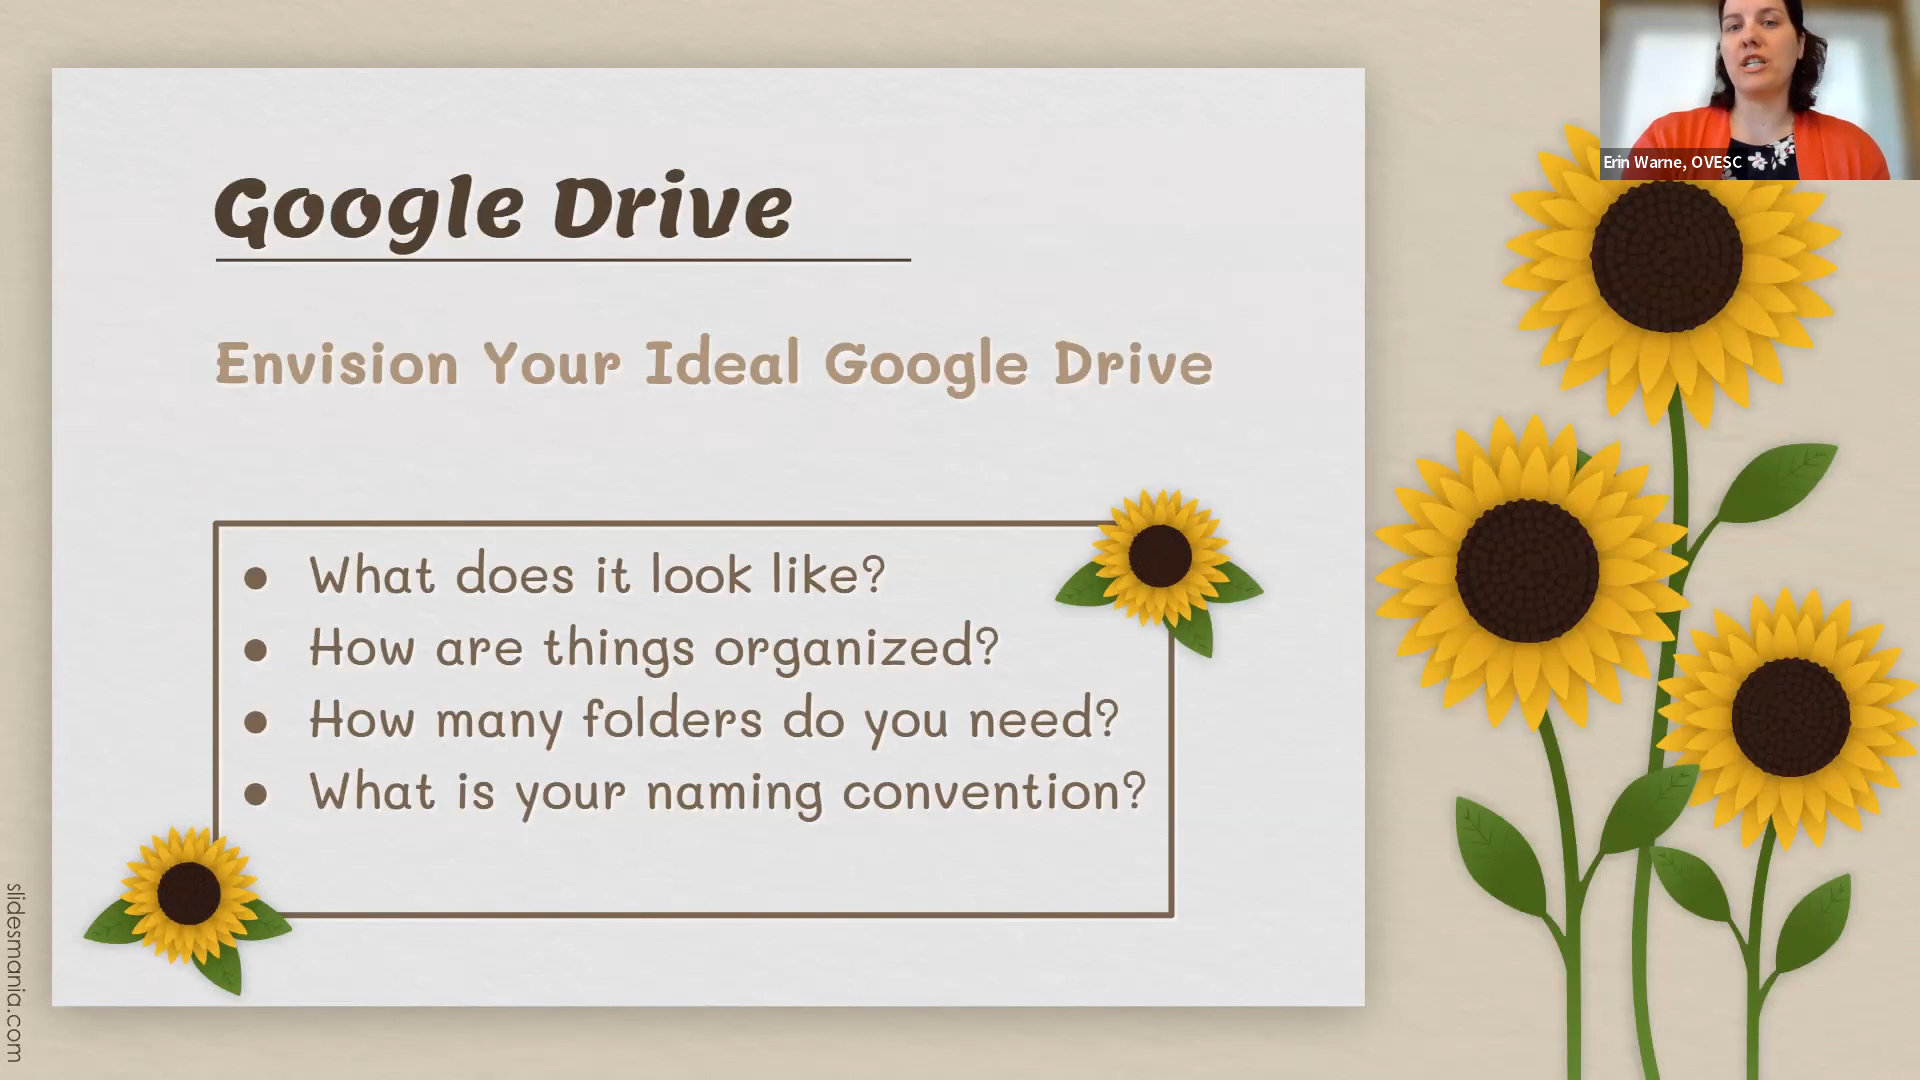 Google Drive
Envision Your Ideal Google Drive
● What does it look like?
● How are things organized?
● How many folders do you need?
● What is your naming convention?
Erin Warne, OVESC
slidesmania.com